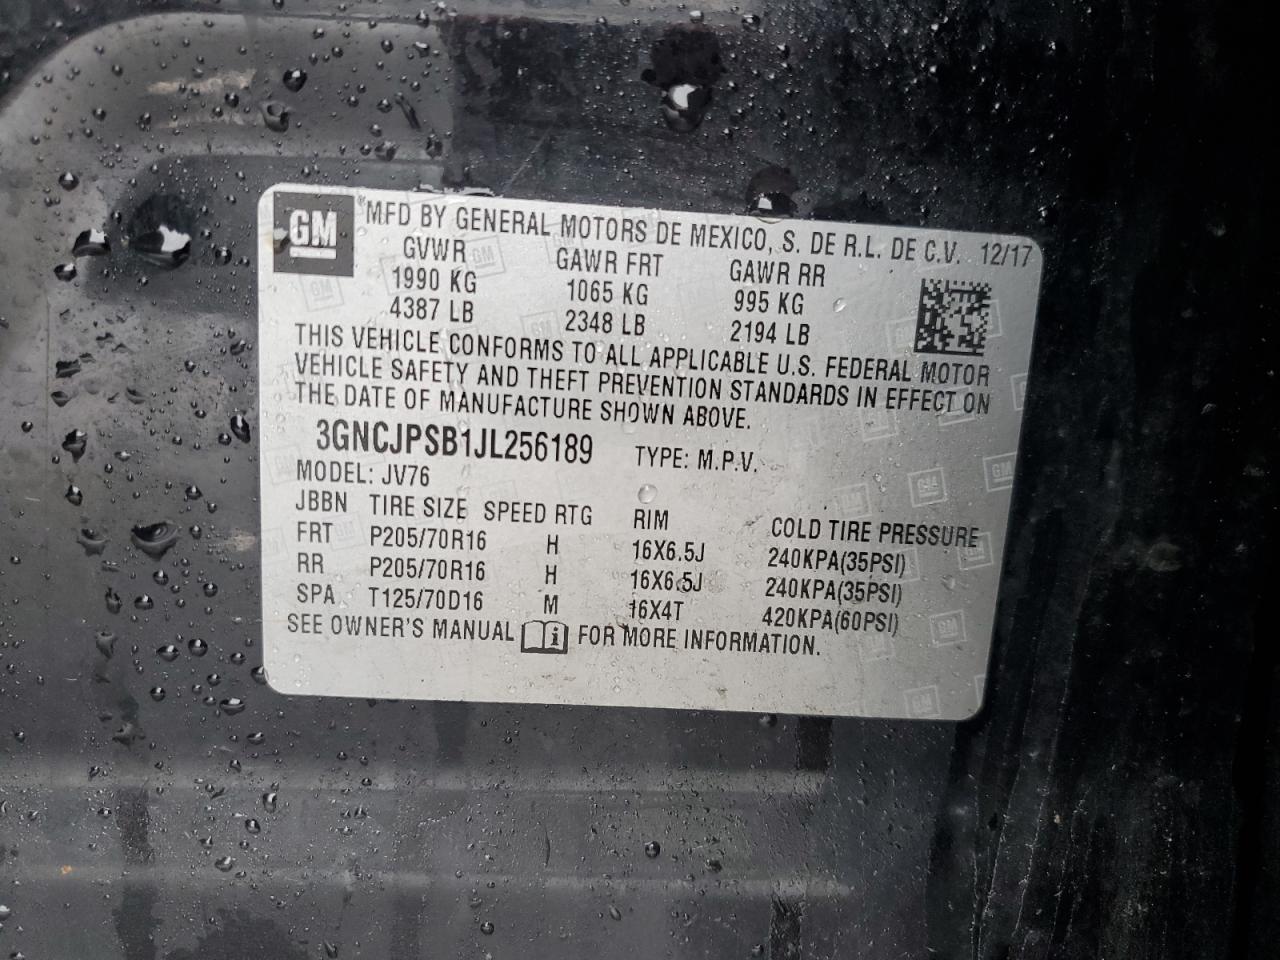 GM ® MFD BY GENERAL MOTORS DE MEXICO, S. DE R.L. DE C.V. 12/17
GVWR GAWR FRT GAWR RR
1990 KG 1065 KG 995 KG
4387 LB 2348 LB 2194 LB
THIS VEHICLE CONFORMS TO ALL APPLICABLE U.S. FEDERAL MOTOR
VEHICLE SAFETY AND THEFT PREVENTION STANDARDS IN EFFECT ON
THE DATE OF MANUFACTURE SHOWN ABOVE.
3GNCJPSB1JL256189 TYPE: M.P.V.
MODEL: JV76
JBBN TIRE SIZE SPEED RTG RIM COLD TIRE PRESSURE
FRT P205/70R16 H 16X6.5J 240KPA(35PSI)
RR P205/70R16 H 16X6.5J 240KPA(35PSI)
SPA T125/70D16 M 16X4T 420KPA(60PSI)
SEE OWNER'S MANUAL i FOR MORE INFORMATION.